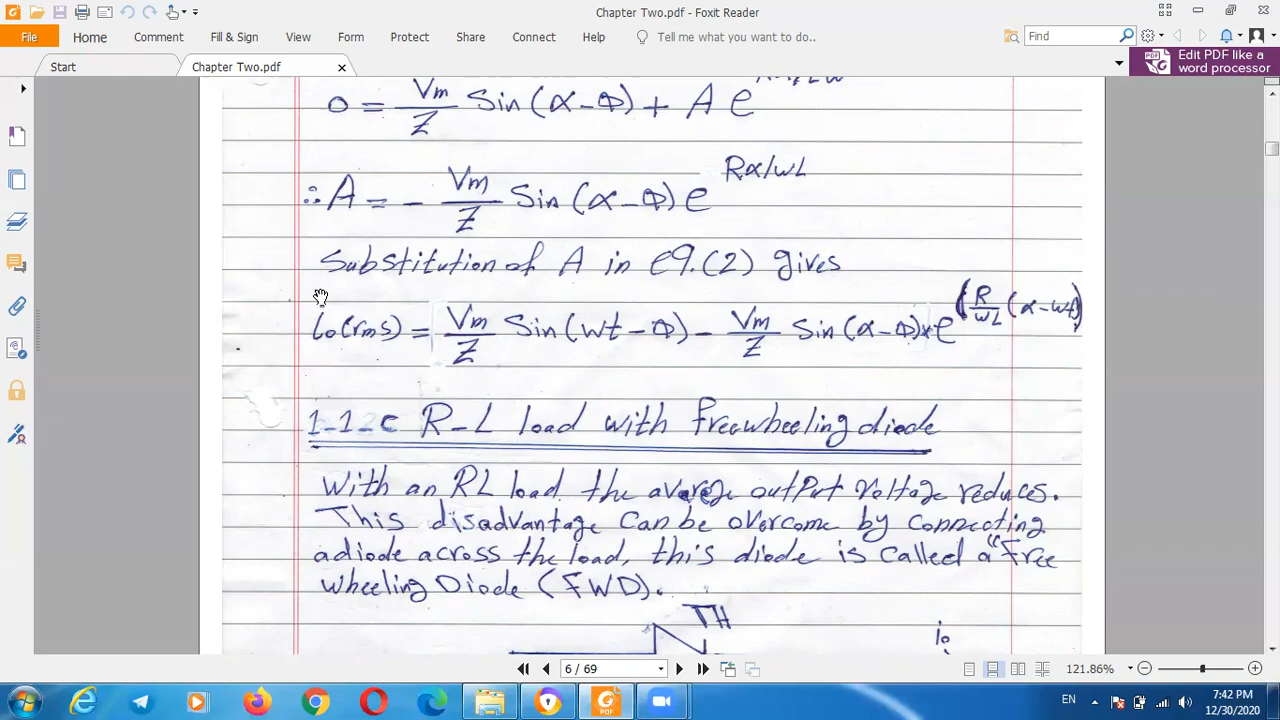 Chapter Two.pdf - Foxit Reader
File Home Comment Fill & Sign View Form Protect Share Connect Help Tell me what you want to do.. Find
Start Chapter Two.pdf Edit PDF like a word processor
0 = Vm/Z Sin(α-Φ) + A e
∴ A = - Vm/Z Sin(α-Φ) e^Rα/wL
Substitution of A in eq.(2) gives
io(rms) = Vm/Z Sin(wt-Φ) - Vm/Z Sin(α-Φ)*e^(R/wL(α-wt))
1-1-2c R-L load with freewheeling diode
With an RL load the average output voltage reduces.
This disadvantage can be overcome by connecting
a diode across the load, this diode is called a "Free
wheeling Diode (FWD).
TH
io
6 / 69 121.86%
EN 7:42 PM
12/30/2020